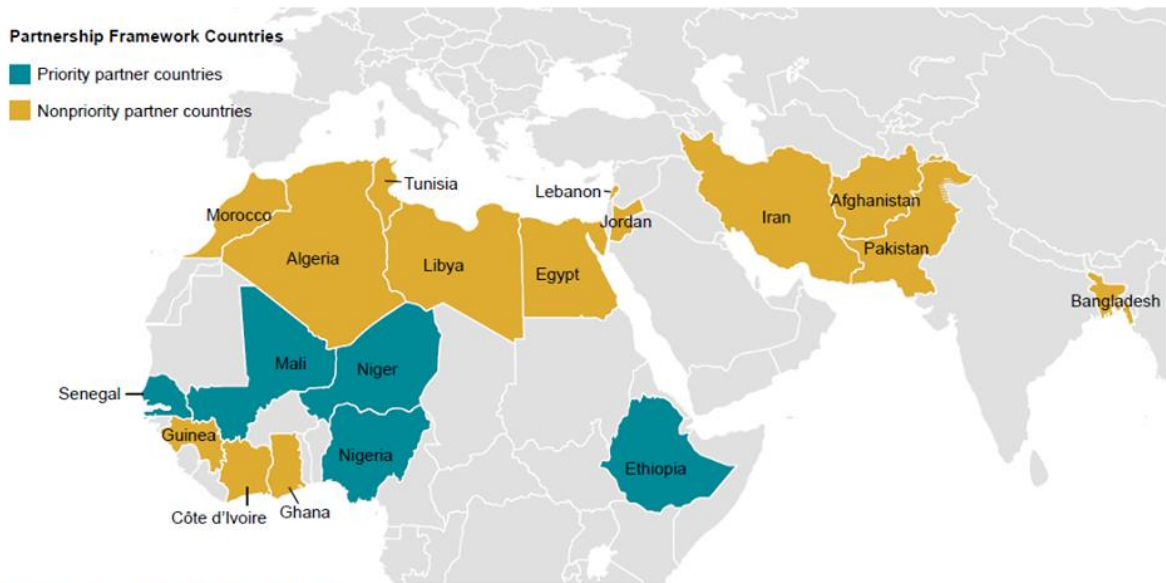 Partnership Framework Countries
Priority partner countries
Nonpriority partner countries
Tunisia
Lebanon
Morocco
Jordan
Afghanistan
Iran
Algeria
Libya
Egypt
Pakistan
Bangladesh
Mali
Niger
Senegal
Guinea
Nigeria
Ethiopia
Côte d’Ivoire
Ghana